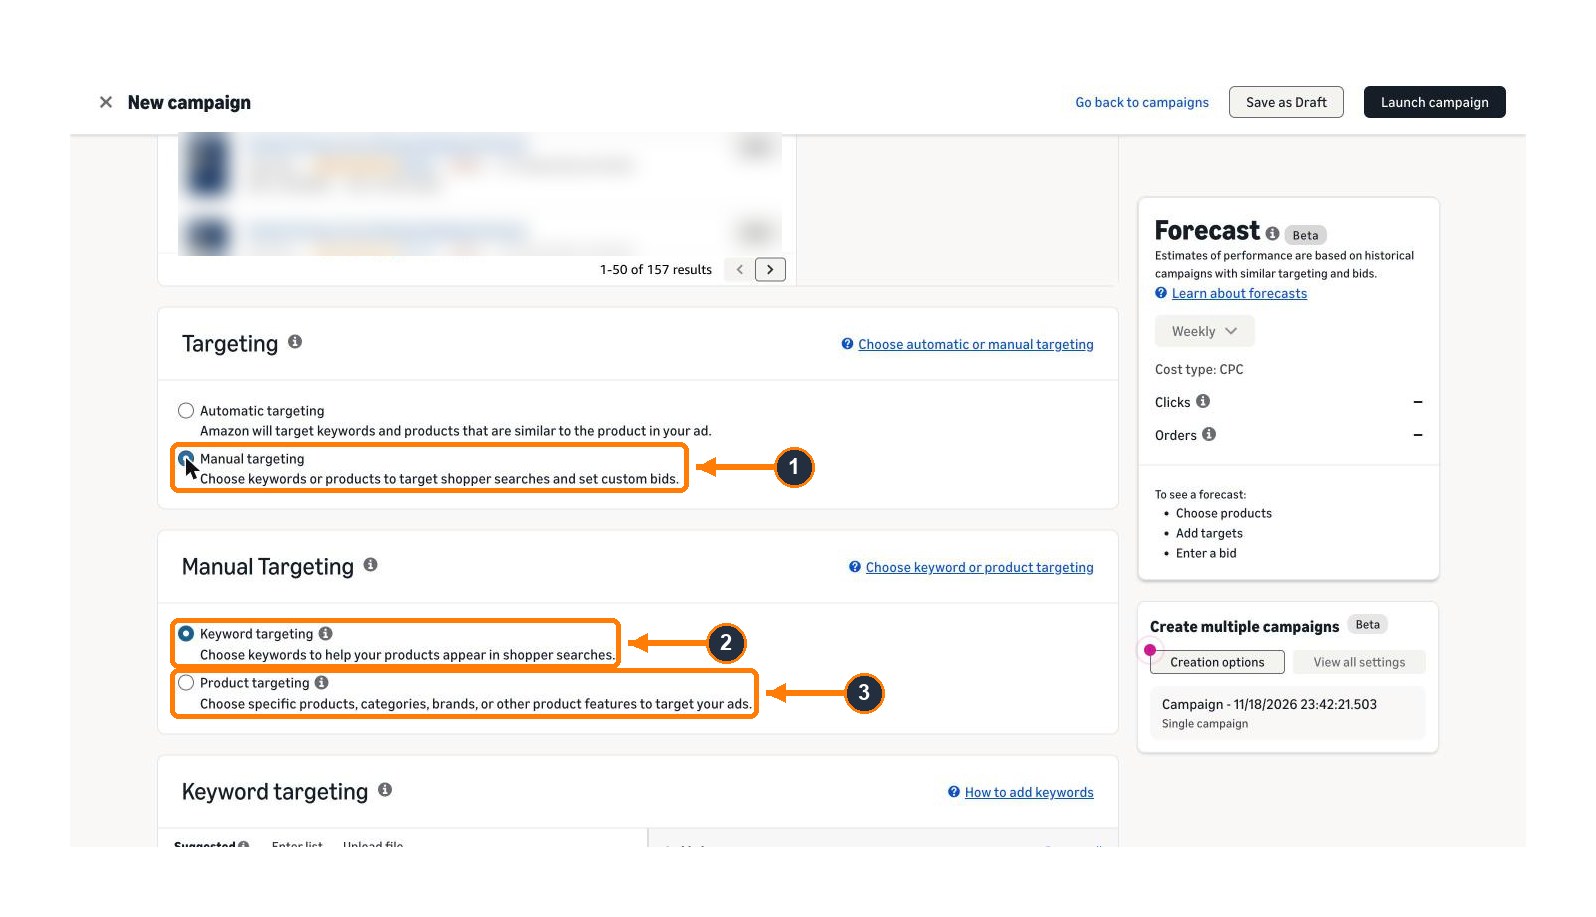 New campaign
Go back to campaigns
Save as Draft
Launch campaign
1-50 of 157 results
Targeting
Choose automatic or manual targeting
Automatic targeting
Amazon will target keywords and products that are similar to the product in your ad.
Manual targeting
Choose keywords or products to target shopper searches and set custom bids.
1
Manual Targeting
Choose keyword or product targeting
Keyword targeting
Choose keywords to help your products appear in shopper searches.
2
Product targeting
Choose specific products, categories, brands, or other product features to target your ads.
3
Keyword targeting
How to add keywords
Suggested
Enter list
Upload file
Forecast
Beta
Estimates of performance are based on historical
campaigns with similar targeting and bids.
Learn about forecasts
Weekly
Cost type: CPC
Clicks –
Orders –
To see a forecast:
• Choose products
• Add targets
• Enter a bid
Create multiple campaigns
Beta
Creation options
View all settings
Campaign - 11/18/2026 23:42:21.503
Single campaign